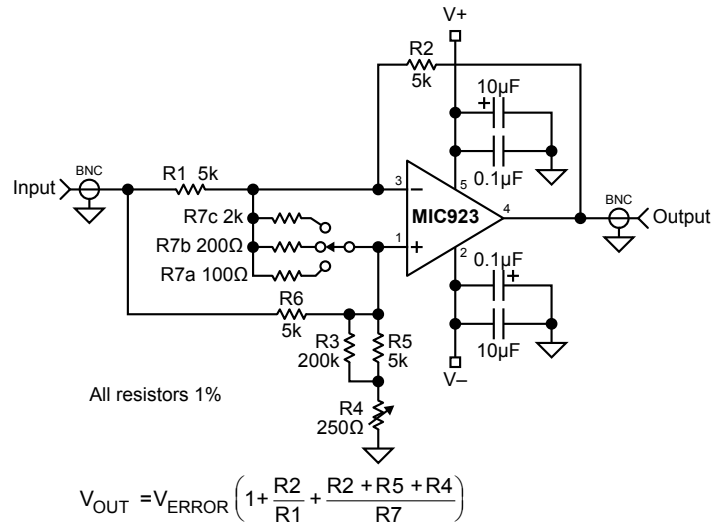 V+
R2
5k
10µF
+
0.1µF
BNC
R1 5k
Input
3
−
5
MIC923
4
BNC
Output
R7c 2k
R7b 200Ω
1
+
2
R7a 100Ω
0.1µF
+
R6
5k
R3
200k
R5
5k
10µF
V–
All resistors 1%
R4
250Ω
V_OUT = V_ERROR (1 + R2/R1 + (R2 + R5 + R4)/R7)